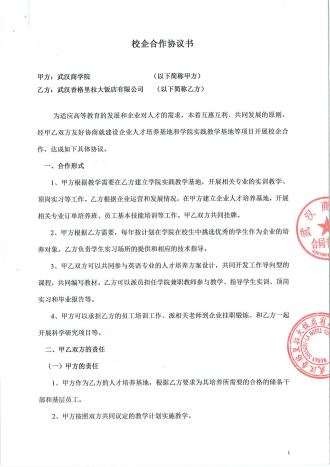 校企合作协议书
甲方：武汉商学院 （以下简称甲方）
乙方：武汉香格里拉大饭店有限公司 （以下简称乙方）
为适应高等教育的发展和企业对人才的需求，本着互惠互利、共同发展的原则，
经甲乙双方友好协商就建设企业人才培养基地和学院实践教学基地等项目开展校企合
作，达成如下具体协议。
一、合作形式
1、甲方根据教学需要在乙方建立学院实践教学基地，开展相关专业的实训教学、
顶岗实习等工作。乙方根据企业运营和发展情况，在甲方建立企业人才培养基地，开展
相关专业订单培养班、员工基本技能培训等工作。甲乙双方共同挂牌。
2、甲方根据乙方需要，每年按计划在学院在校生中挑选优秀的学生作为企业的培
养对象。乙方负责学生实习场所的提供和相应的技术指导。
3、甲乙双方可以共同参与英语专业的人才培养方案设计，共同开发工作导向型的
课程，共同编写教材。乙方可以派员担任学院兼职教师参与教学、指导学生实训、顶岗
实习和毕业报告等。
4、甲方可以承担乙方的员工培训工作、派相关老师到企业挂职锻炼、和乙方一起
开展科学研究项目等。
二、甲乙双方的责任
（一）甲方的责任
1、甲方作为乙方的人才培养基地，根据乙方要求为其培养所需要的合格的储备干
部和基层员工。
2、甲方按照双方共同议定的教学计划实施教学。
武汉商
合同
1